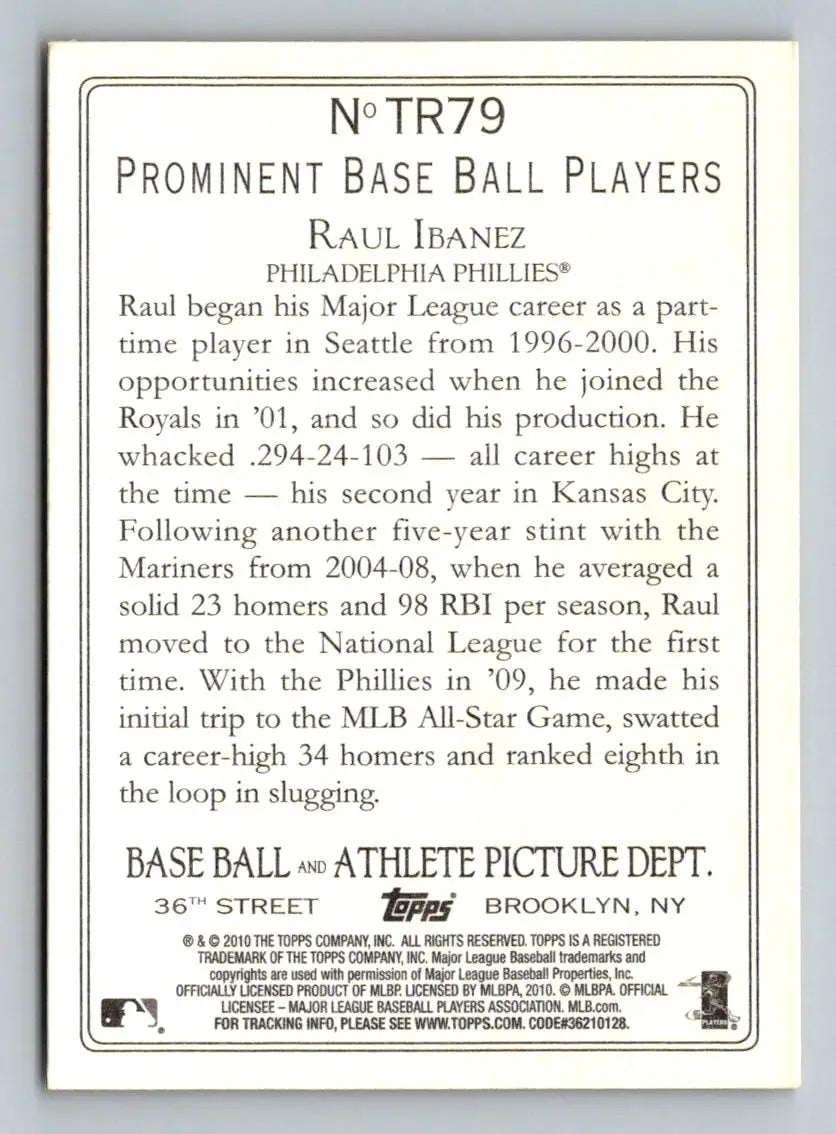 Nº TR79
PROMINENT BASE BALL PLAYERS
RAUL IBANEZ
PHILADELPHIA PHILLIES®
Raul began his Major League career as a part-
time player in Seattle from 1996-2000. His
opportunities increased when he joined the
Royals in '01, and so did his production. He
whacked .294-24-103 — all career highs at
the time — his second year in Kansas City.
Following another five-year stint with the
Mariners from 2004-08, when he averaged a
solid 23 homers and 98 RBI per season, Raul
moved to the National League for the first
time. With the Phillies in '09, he made his
initial trip to the MLB All-Star Game, swatted
a career-high 34 homers and ranked eighth in
the loop in slugging.
BASE BALL AND ATHLETE PICTURE DEPT.
36TH STREET Topps® BROOKLYN, NY
® & © 2010 THE TOPPS COMPANY, INC. ALL RIGHTS RESERVED. TOPPS IS A REGISTERED
TRADEMARK OF THE TOPPS COMPANY, INC. Major League Baseball trademarks and
copyrights are used with permission of Major League Baseball Properties, Inc.
OFFICIALLY LICENSED PRODUCT OF MLBP. LICENSED BY MLBPA, 2010. © MLBPA. OFFICIAL
LICENSEE – MAJOR LEAGUE BASEBALL PLAYERS ASSOCIATION. MLB.com.
FOR TRACKING INFO, PLEASE SEE WWW.TOPPS.COM. CODE#36210128.
PLAYERS